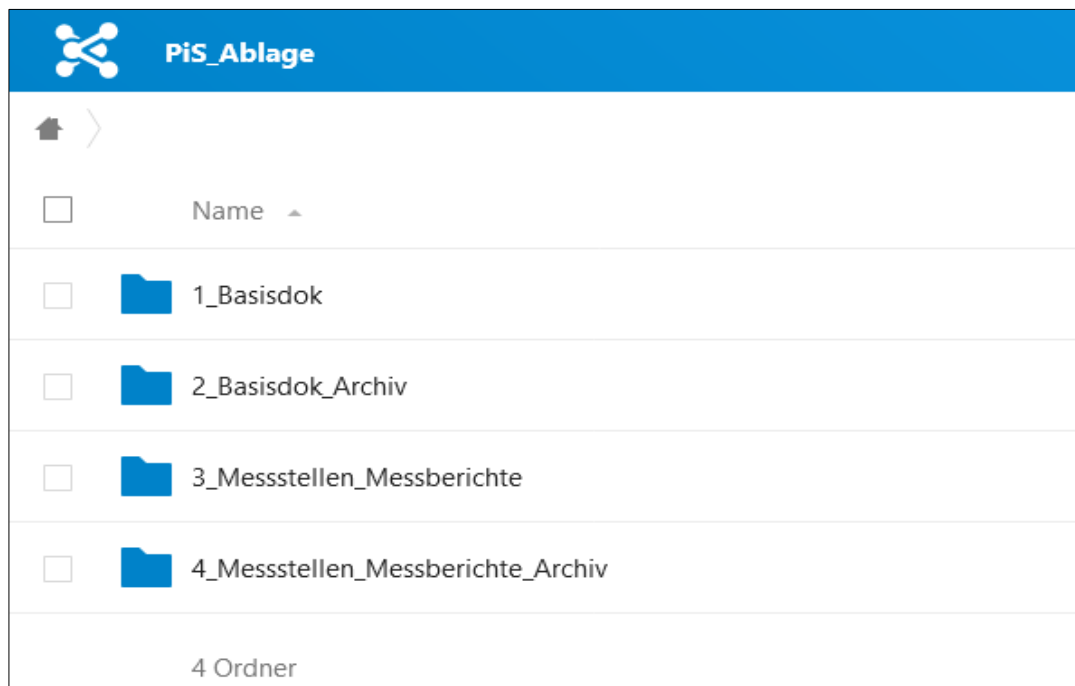 PiS_Ablage
Name
1_Basisdok
2_Basisdok_Archiv
3_Messstellen_Messberichte
4_Messstellen_Messberichte_Archiv
4 Ordner